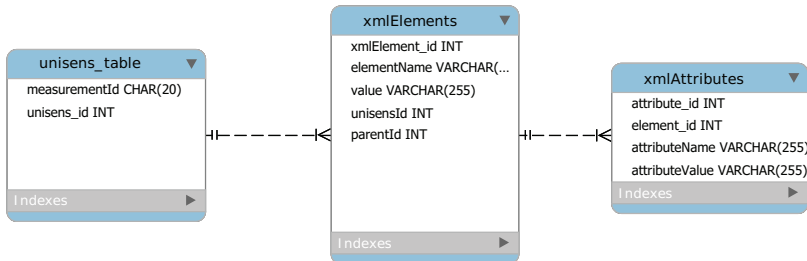 unisens_table
measurementId CHAR(20)
unisens_id INT
Indexes
xmlElements
xmlElement_id INT
elementName VARCHAR(...
value VARCHAR(255)
unisensId INT
parentId INT
Indexes
xmlAttributes
attribute_id INT
element_id INT
attributeName VARCHAR(255)
attributeValue VARCHAR(255)
Indexes